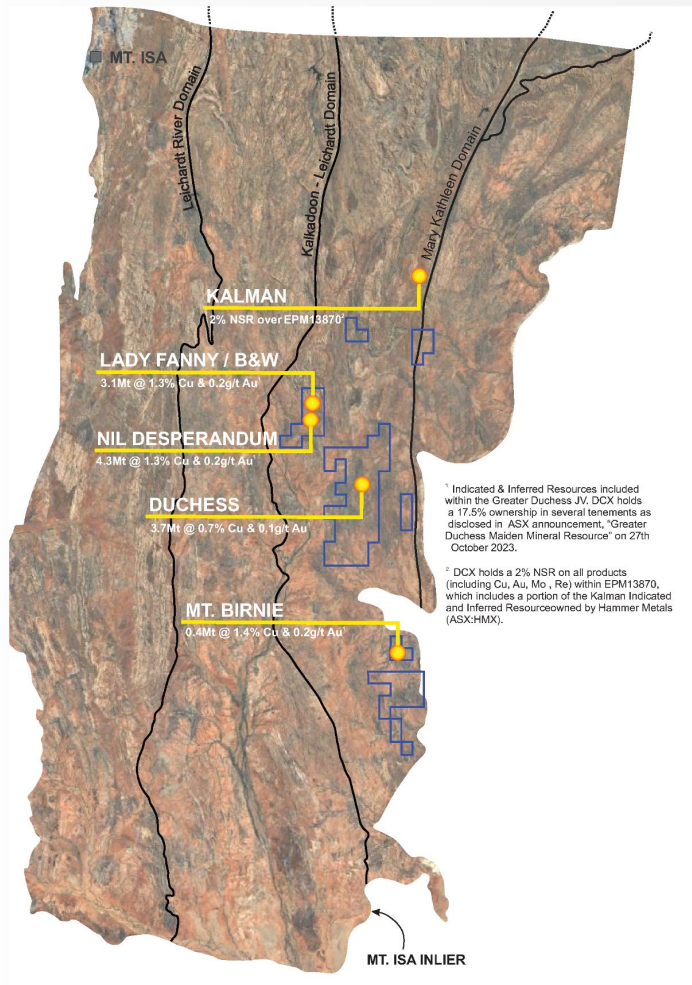 MT. ISA
Leichardt River Domain
Kalkadoon - Leichardt Domain
Mary Kathleen Domain
KALMAN
2% NSR over EPM13870²
LADY FANNY / B&W
3.1Mt @ 1.3% Cu & 0.2g/t Au¹
NIL DESPERANDUM
4.3Mt @ 1.3% Cu & 0.2g/t Au¹
DUCHESS
3.7Mt @ 0.7% Cu & 0.1g/t Au¹
MT. BIRNIE
0.4Mt @ 1.4% Cu & 0.2g/t Au¹
¹ Indicated & Inferred Resources included
within the Greater Duchess JV. DCX holds
a 17.5% ownership in several tenements as
disclosed in ASX announcement, “Greater
Duchess Maiden Mineral Resource” on 27th
October 2023.
² DCX holds a 2% NSR on all products
(including Cu, Au, Mo , Re) within EPM13870,
which includes a portion of the Kalman Indicated
and Inferred Resourceowned by Hammer Metals
(ASX:HMX).
MT. ISA INLIER